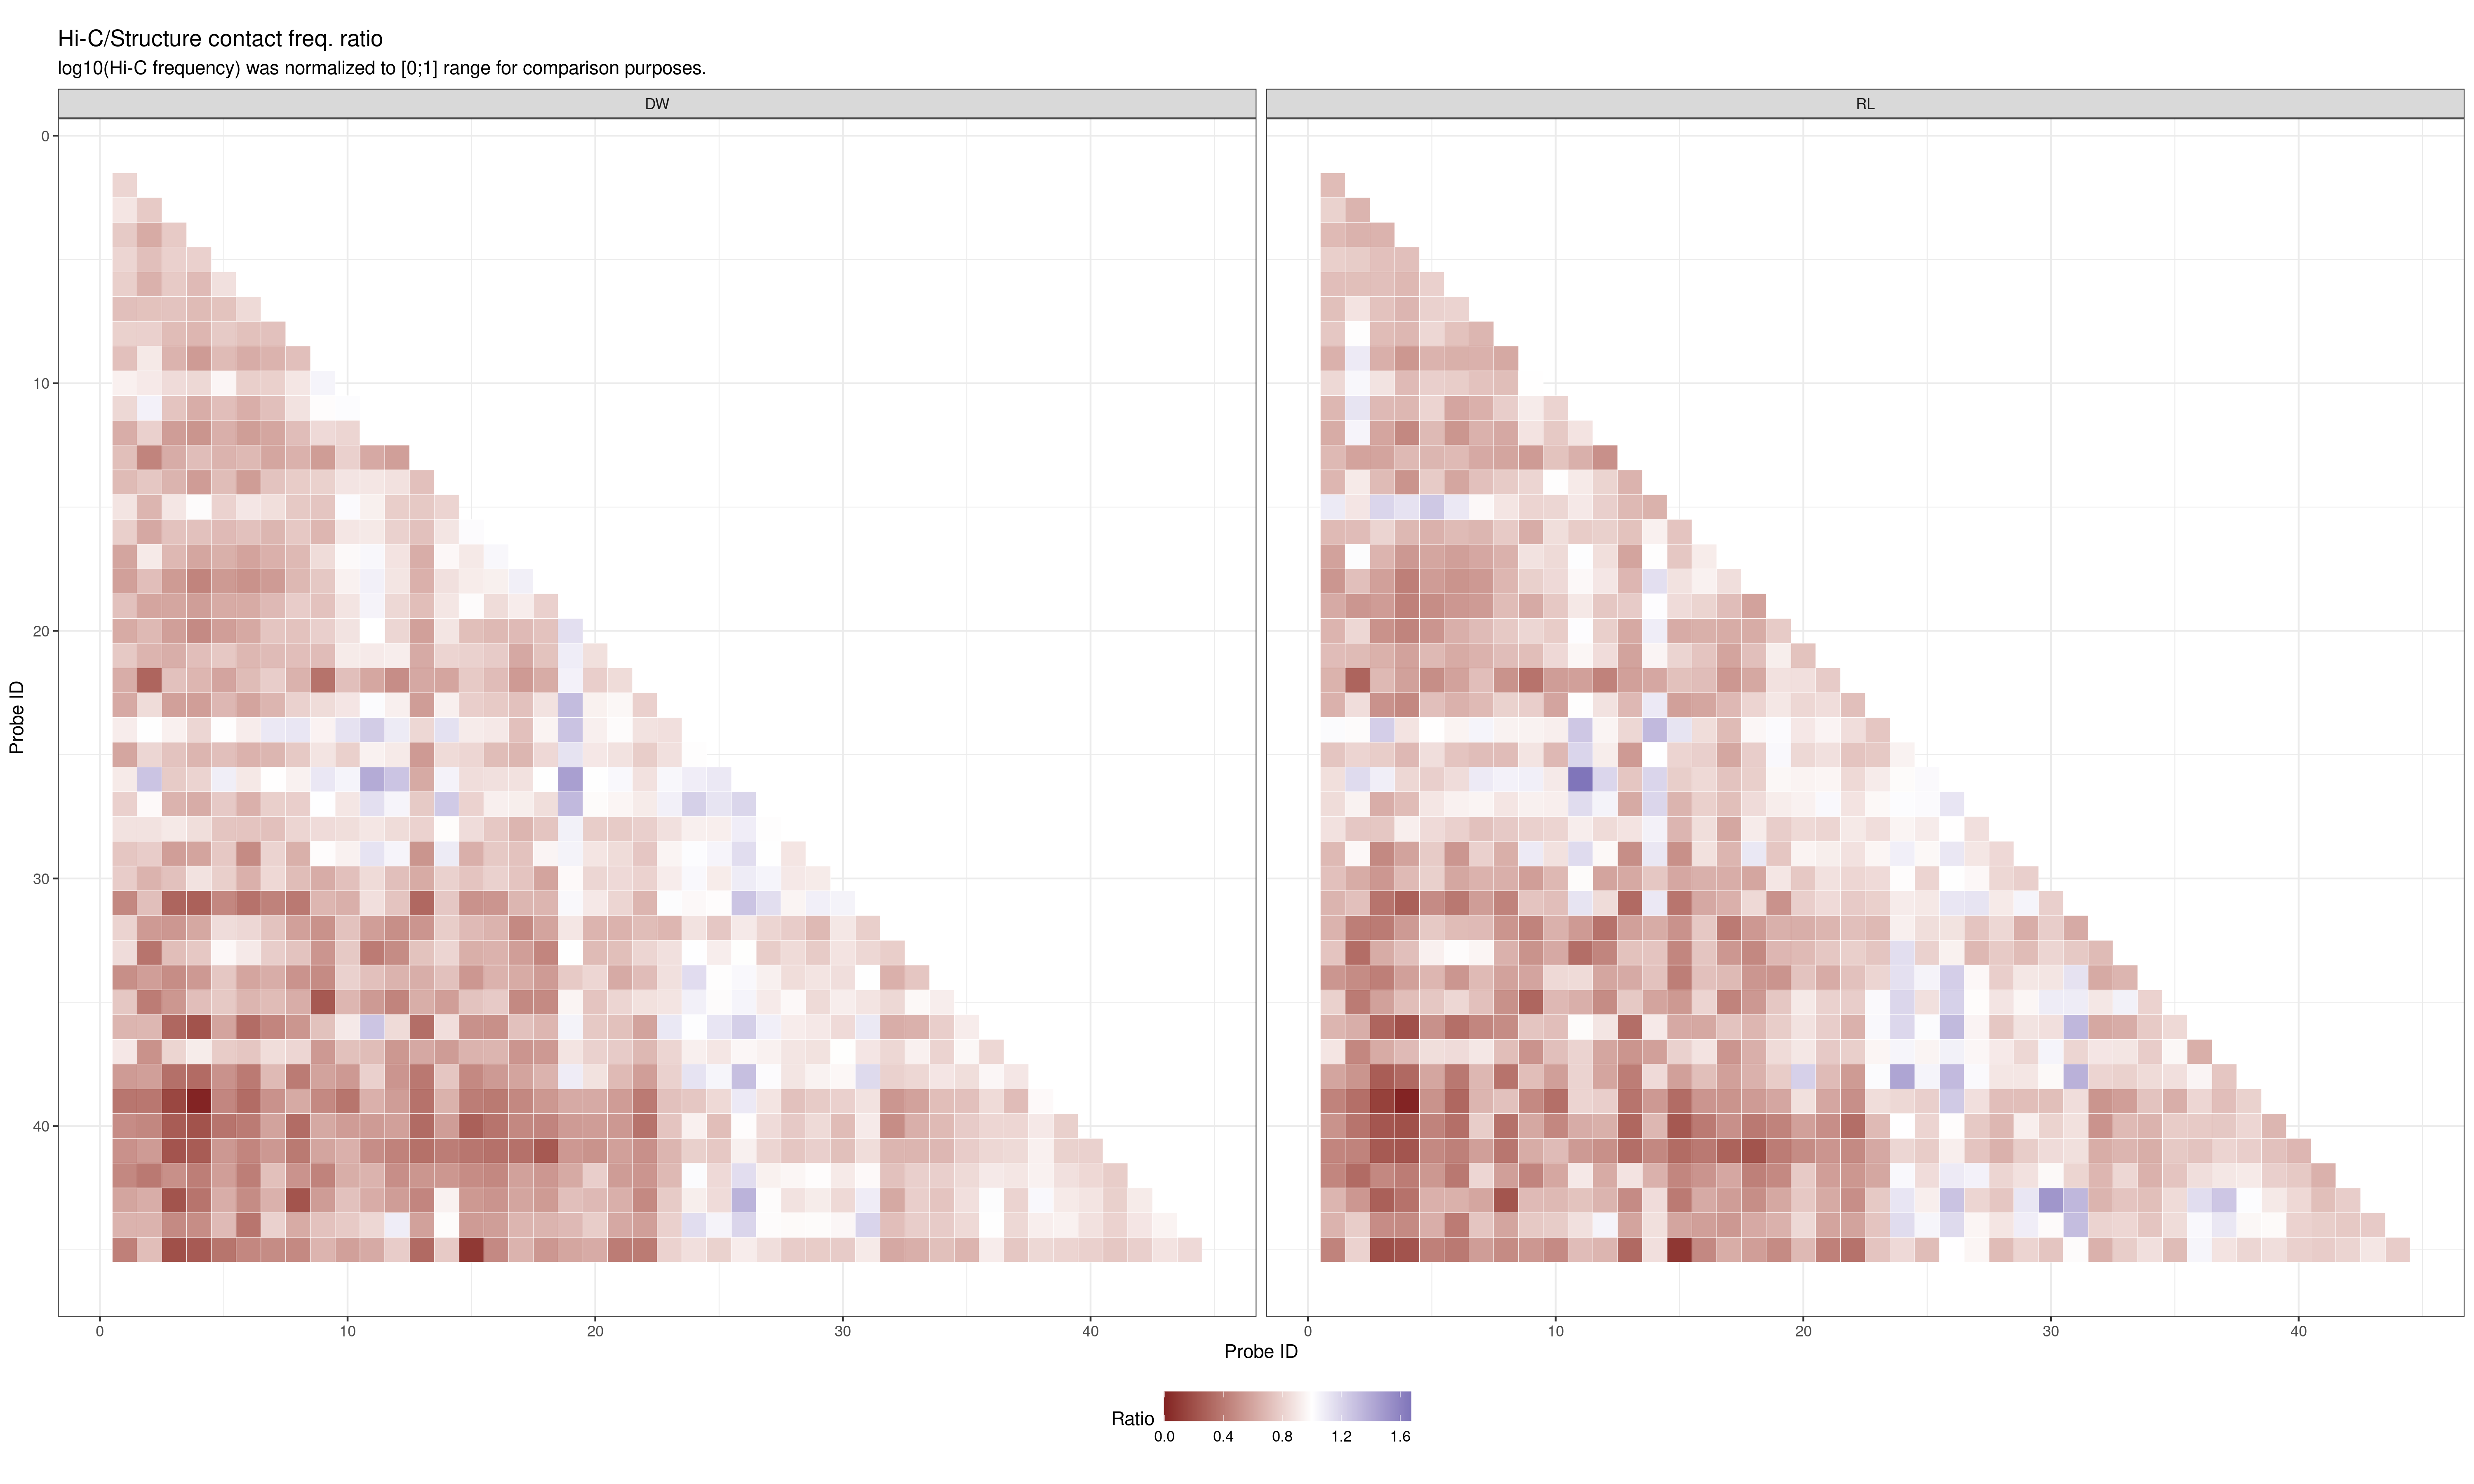 Hi-C/Structure contact freq. ratio
log10(Hi-C frequency) was normalized to [0;1] range for comparison purposes.
DW
RL
Probe ID
0
10
20
30
40
0
10
20
30
40
0
10
20
30
40
Probe ID
Ratio
0.0
0.4
0.8
1.2
1.6